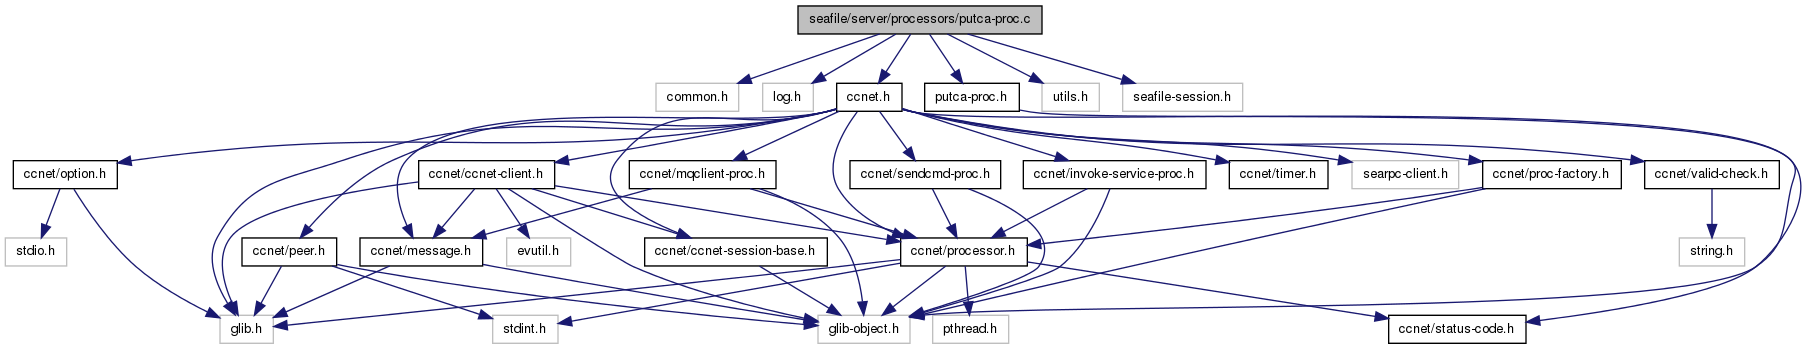 seafile/server/processors/putca-proc.c
common.h
log.h
ccnet.h
putca-proc.h
utils.h
seafile-session.h
ccnet/option.h
ccnet/ccnet-client.h
ccnet/mqclient-proc.h
ccnet/sendcmd-proc.h
ccnet/invoke-service-proc.h
ccnet/timer.h
searpc-client.h
ccnet/proc-factory.h
ccnet/valid-check.h
stdio.h
ccnet/peer.h
ccnet/message.h
evutil.h
ccnet/ccnet-session-base.h
ccnet/processor.h
string.h
glib.h
stdint.h
glib-object.h
pthread.h
ccnet/status-code.h